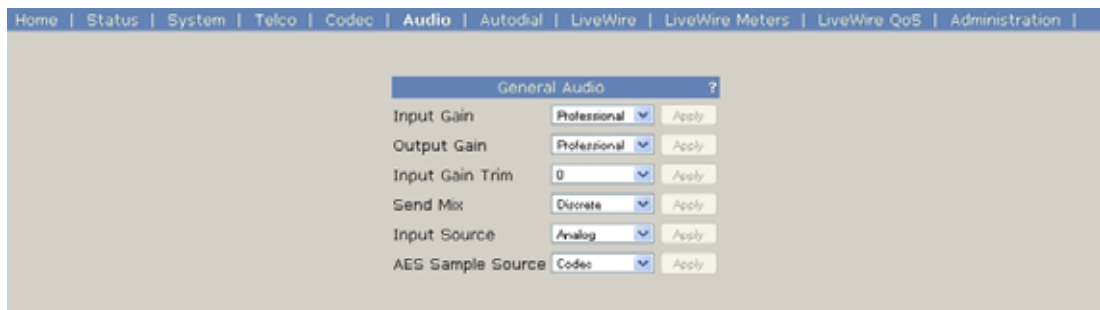 Home | Status | System | Telco | Codec | Audio | Autodial | LiveWire | LiveWire Meters | LiveWire QoS | Administration |
General Audio ?
Input Gain Professional Apply
Output Gain Professional Apply
Input Gain Trim 0 Apply
Send Mix Discrete Apply
Input Source Analog Apply
AES Sample Source Codec Apply